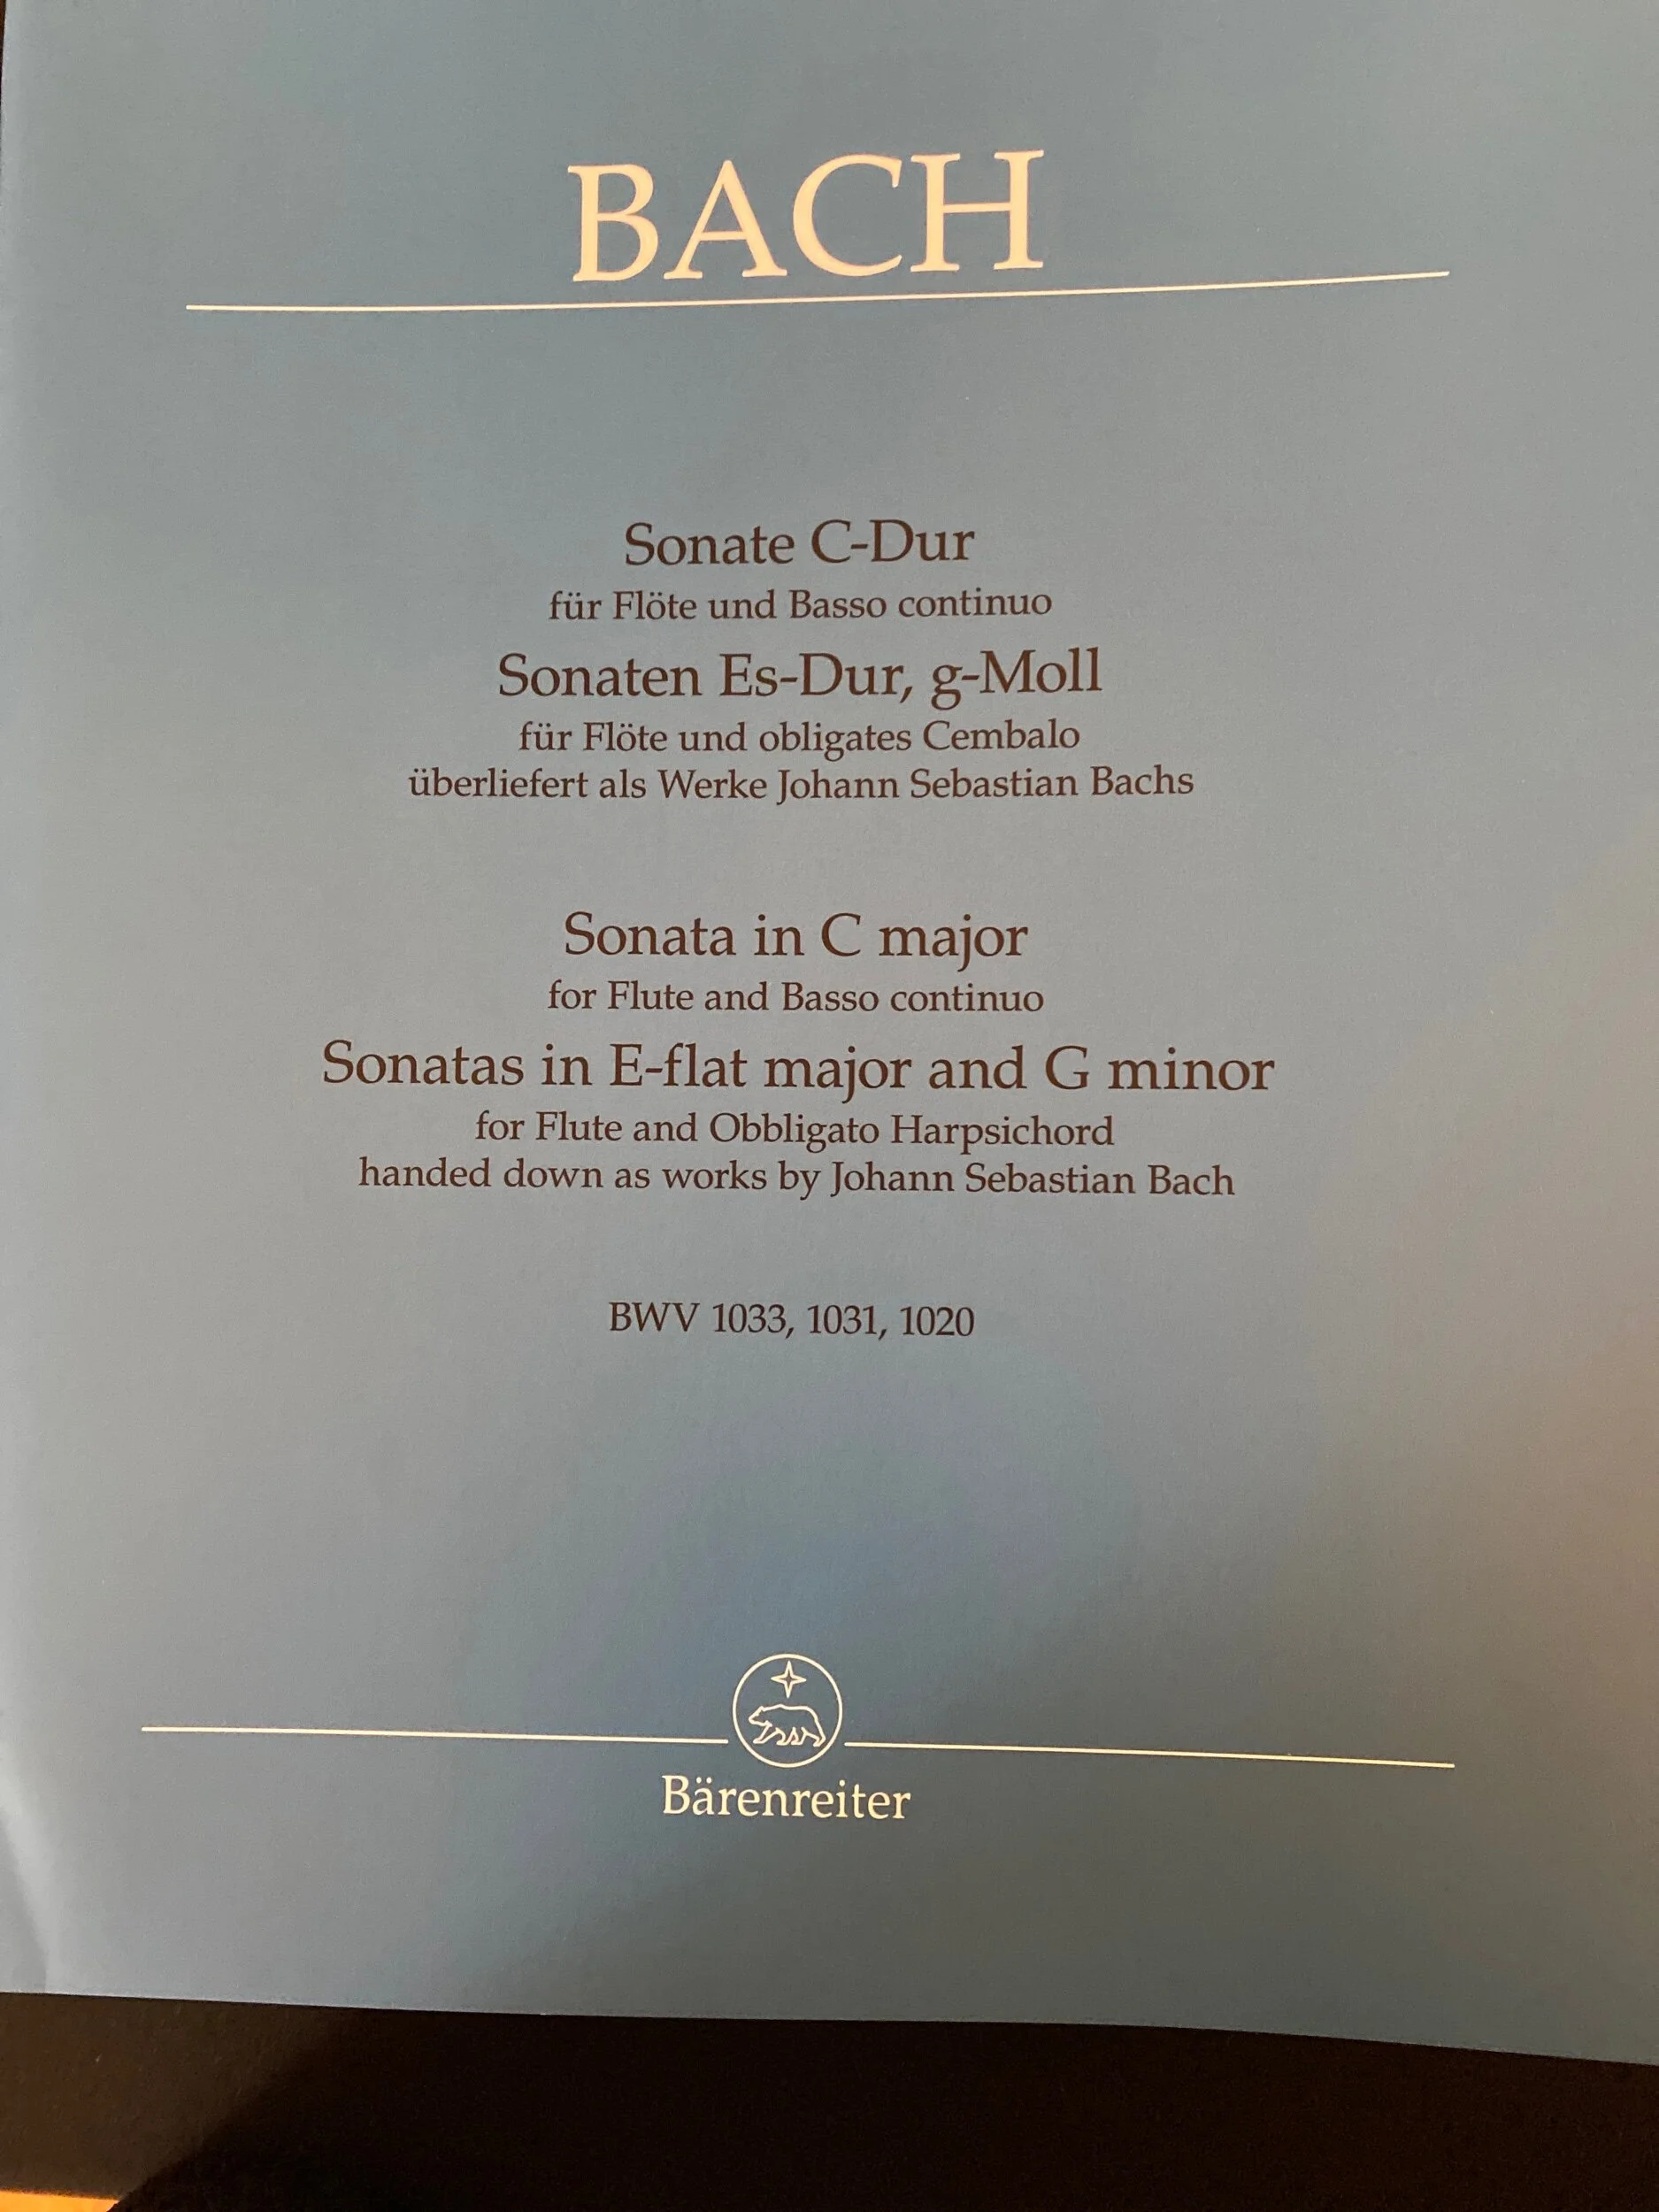 BACH
Sonate C-Dur
für Flöte und Basso continuo
Sonaten Es-Dur, g-Moll
für Flöte und obligates Cembalo
überliefert als Werke Johann Sebastian Bachs
Sonata in C major
for Flute and Basso continuo
Sonatas in E-flat major and G minor
for Flute and Obbligato Harpsichord
handed down as works by Johann Sebastian Bach
BWV 1033, 1031, 1020
Bärenreiter